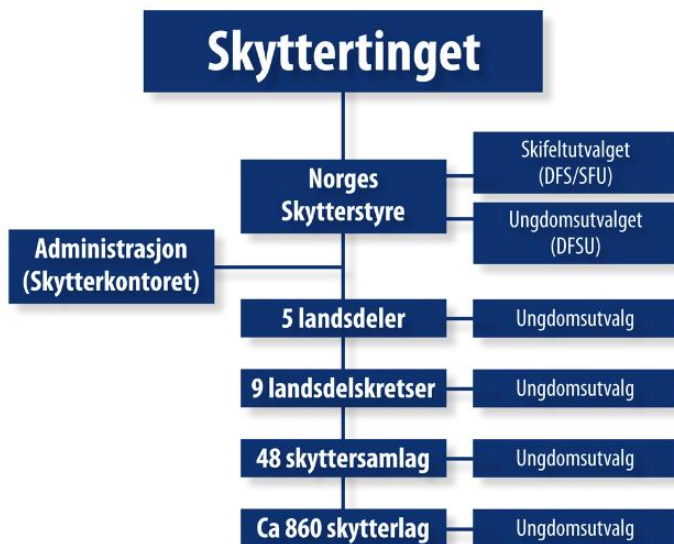 Skyttertinget
Norges
Skytterstyre
Skifeltutvalget
(DFS/SFU)
Ungdomsutvalget
(DFSU)
Administrasjon
(Skytterkontoret)
5 landsdeler
Ungdomsutvalg
9 landsdelskretser
Ungdomsutvalg
48 skyttersamlag
Ungdomsutvalg
Ca 860 skytterlag
Ungdomsutvalg